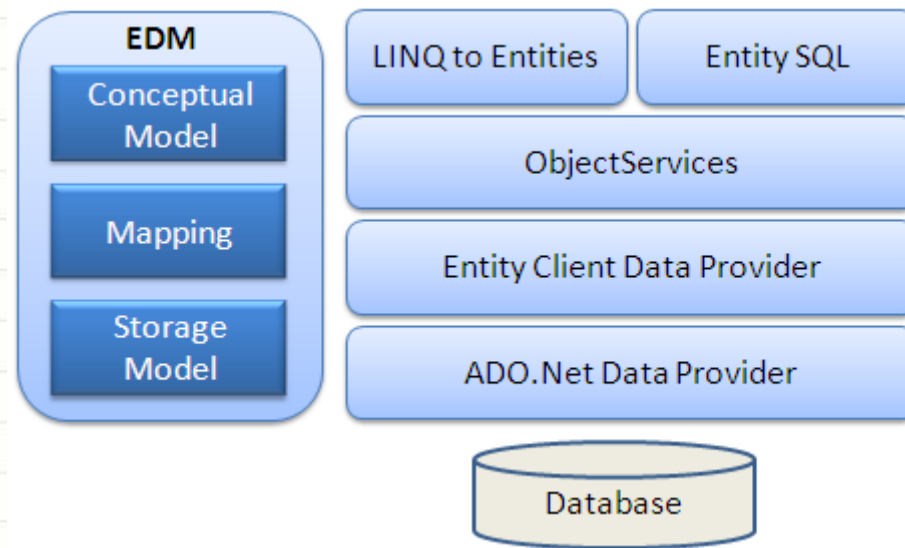 EDM
Conceptual
Model
Mapping
Storage
Model
LINQ to Entities
Entity SQL
ObjectServices
Entity Client Data Provider
ADO.Net Data Provider
Database